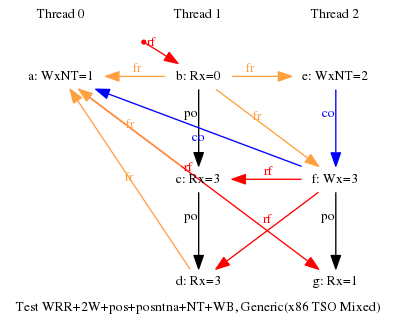 Thread 0 Thread 1 Thread 2
rf
a: WxNT=1 fr b: Rx=0 fr e: WxNT=2
po fr co
fr co
rf rf
c: Rx=3 f: Wx=3
fr
po rf po
d: Rx=3 g: Rx=1
Test WRR+2W+pos+posntna+NT+WB, Generic(x86 TSO Mixed)